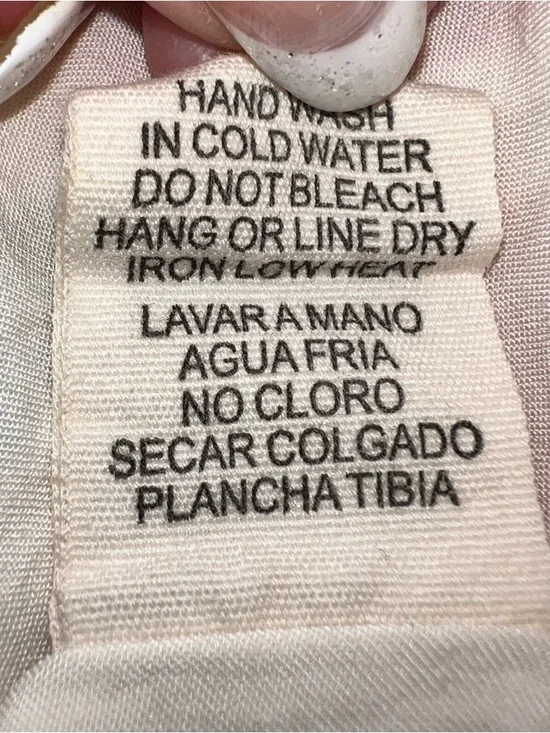 HAND WASH
IN COLD WATER
DO NOT BLEACH
HANG OR LINE DRY
IRON LOW HEAT
LAVAR A MANO
AGUA FRIA
NO CLORO
SECAR COLGADO
PLANCHA TIBIA